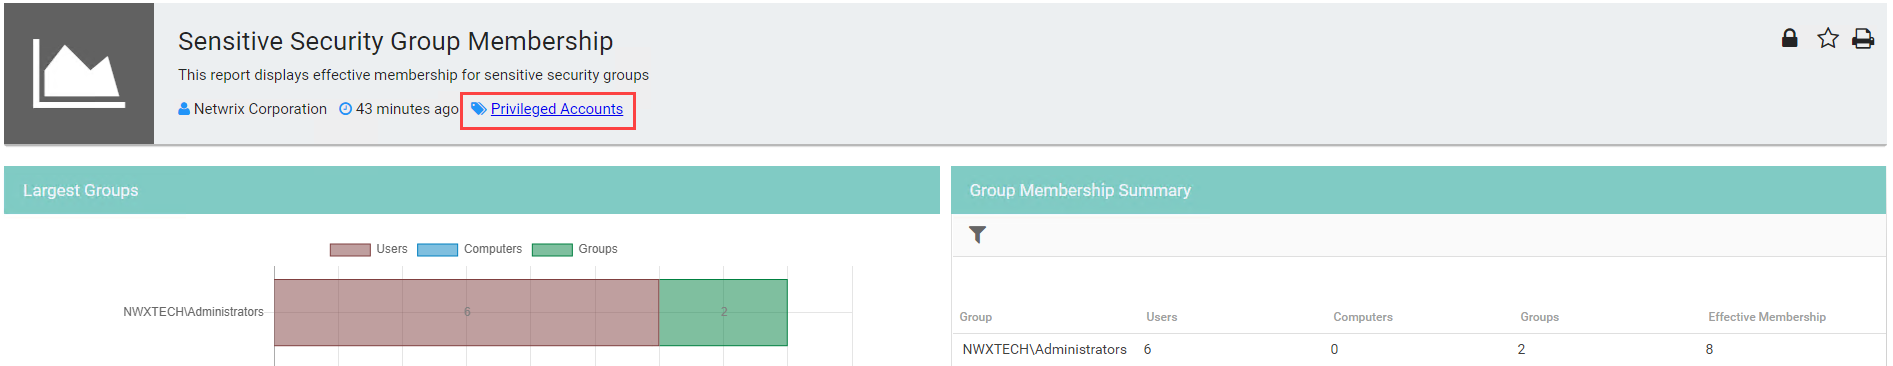 Sensitive Security Group Membership
This report displays effective membership for sensitive security groups
Netwrix Corporation 43 minutes ago Privileged Accounts
Largest Groups
Users Computers Groups
NWXTECH\Administrators 6 2
Group Membership Summary
Group Users Computers Groups Effective Membership
NWXTECH\Administrators 6 0 2 8